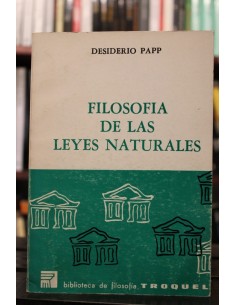 DESIDERIO PAPP
FILOSOFIA
DE LAS
LEYES NATURALES
biblioteca de filosofía TROQUEL